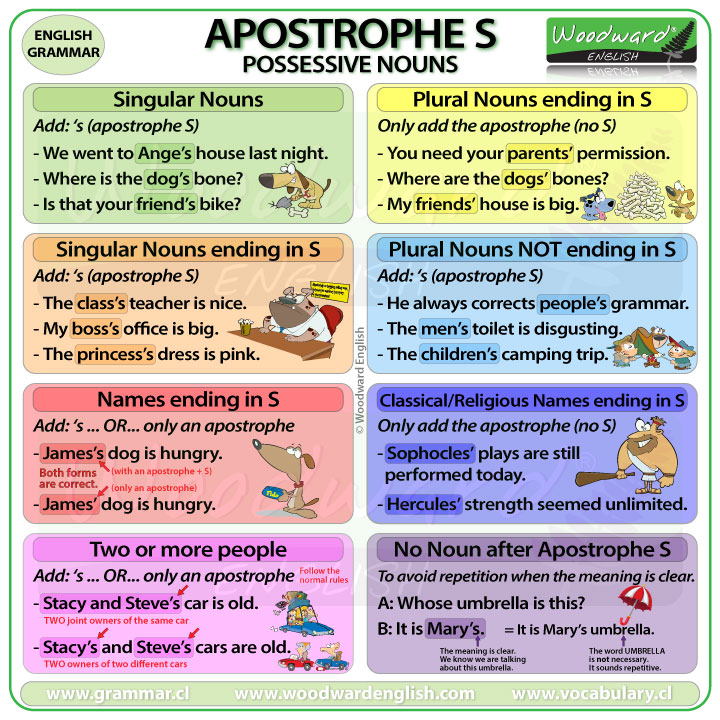 ENGLISH
GRAMMAR
APOSTROPHE S
POSSESSIVE NOUNS
Woodward®
ENGLISH
Singular Nouns
Add: 's (apostrophe S)
- We went to Ange's house last night.
- Where is the dog's bone?
- Is that your friend's bike?
Plural Nouns ending in S
Only add the apostrophe (no S)
- You need your parents' permission.
- Where are the dogs' bones?
- My friends' house is big.
Singular Nouns ending in S
Add: 's (apostrophe S)
- The class's teacher is nice.
- My boss's office is big.
- The princess's dress is pink.
Plural Nouns NOT ending in S
Add: 's (apostrophe S)
- He always corrects people's grammar.
- The men's toilet is disgusting.
- The children's camping trip.
© Woodward English
Names ending in S
Add: 's ... OR... only an apostrophe
- James's dog is hungry.
Both forms
are correct.
(with an apostrophe + S)
(only an apostrophe)
- James' dog is hungry.
Fido
Classical/Religious Names ending in S
Only add the apostrophe (no S)
- Sophocles' plays are still
performed today.
- Hercules' strength seemed unlimited.
Two or more people
Add: 's ... OR... only an apostrophe
Follow the
normal rules
- Stacy and Steve's car is old.
TWO joint owners of the same car
- Stacy's and Steve's cars are old.
TWO owners of two different cars
No Noun after Apostrophe S
To avoid repetition when the meaning is clear.
A: Whose umbrella is this?
B: It is Mary's. = It is Mary's umbrella.
The meaning is clear.
We know we are talking
about this umbrella.
The word UMBRELLA
is not necessary.
It sounds repetitive.
www.grammar.cl
www.woodwardenglish.com
www.vocabulary.cl